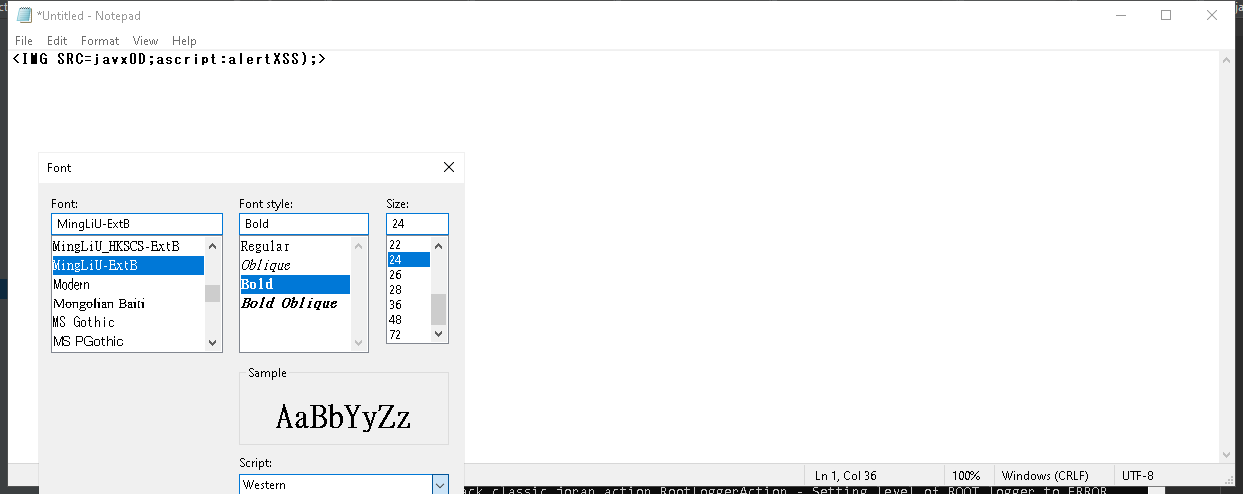 *Untitled - Notepad
File Edit Format View Help
<IMG SRC=javx0D;ascript:alertXSS);>
Font
Font: Font style: Size:
MingLiU-ExtB Bold 24
MingLiU_HKSCS-ExtB Regular 22
MingLiU-ExtB Oblique 24
Modern Bold 26
Mongolian Baiti Bold Oblique 28
MS Gothic 36
MS PGothic 48
72
Sample
AaBbYyZz
Script:
Western
Ln 1, Col 36 100% Windows (CRLF) UTF-8
ack classic joran action RootLoggerAction - Setting level of ROOT logger to ERROR